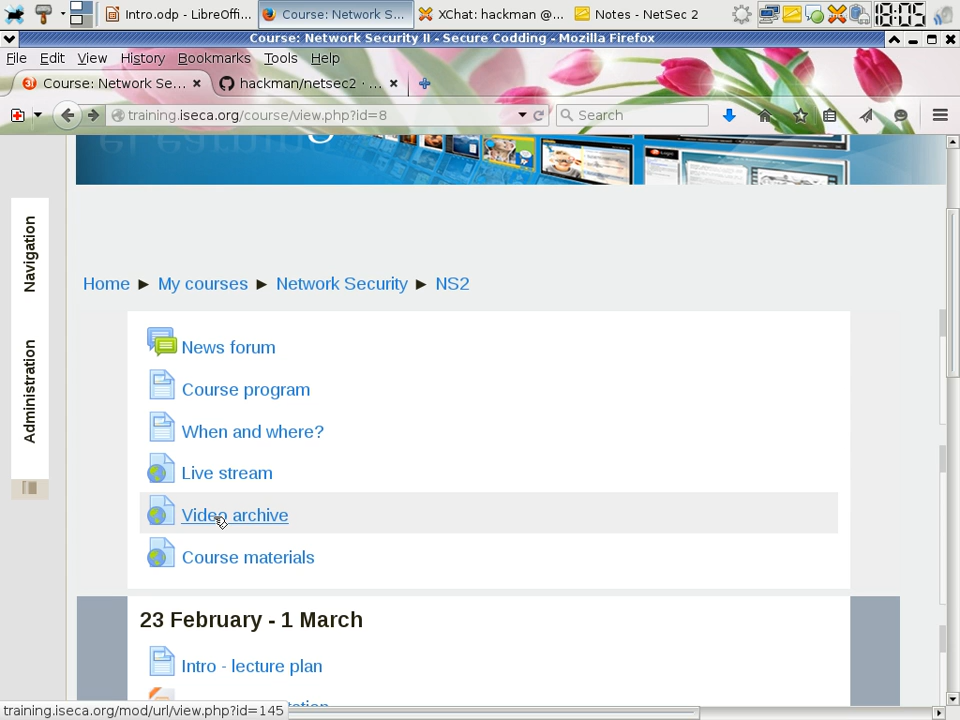 Intro.odp - LibreOffi...
Course: Network S...
XChat: hackman @...
Notes - NetSec 2
18:05
Course: Network Security II - Secure Codding - Mozilla Firefox
File Edit View History Bookmarks Tools Help
Course: Network Se...
hackman/netsec2 · ...
training.iseca.org/course/view.php?id=8
Search
Navigation
Administration
Home ► My courses ► Network Security ► NS2
News forum
Course program
When and where?
Live stream
Video archive
Course materials
23 February - 1 March
Intro - lecture plan
training.iseca.org/mod/url/view.php?id=145